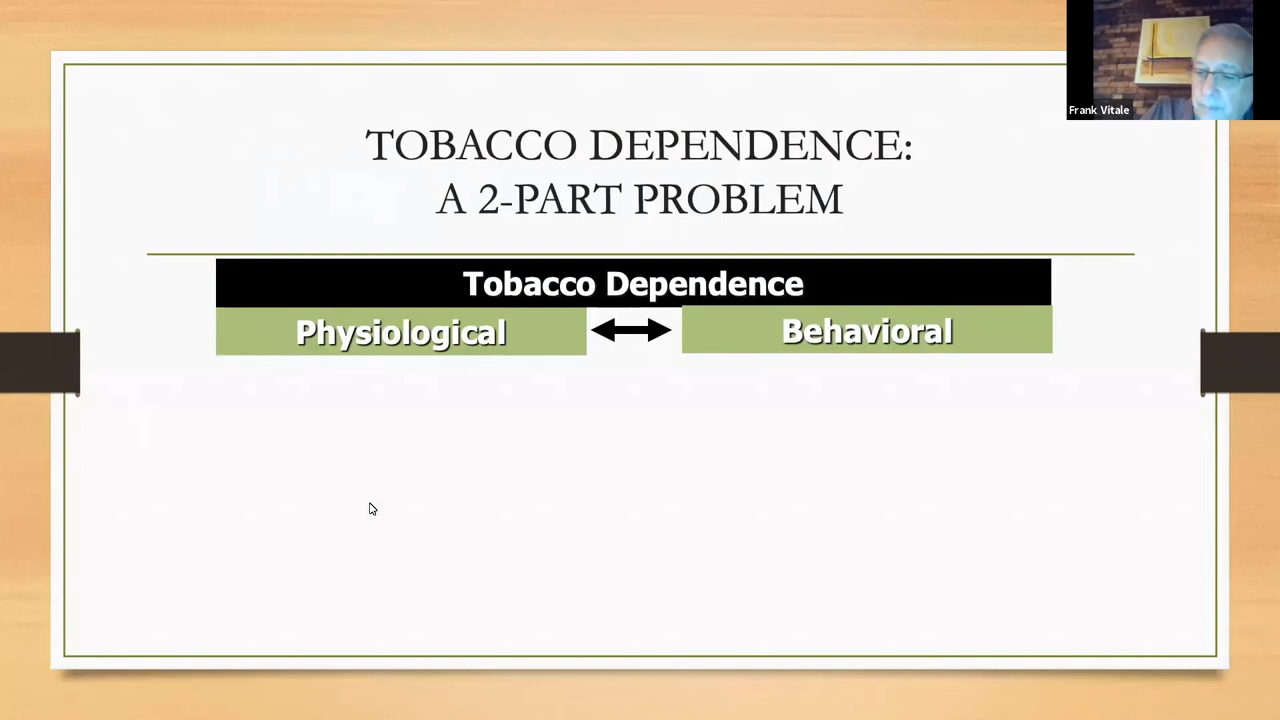 Frank Vitale
TOBACCO DEPENDENCE:
A 2-PART PROBLEM
Tobacco Dependence
Physiological
Behavioral